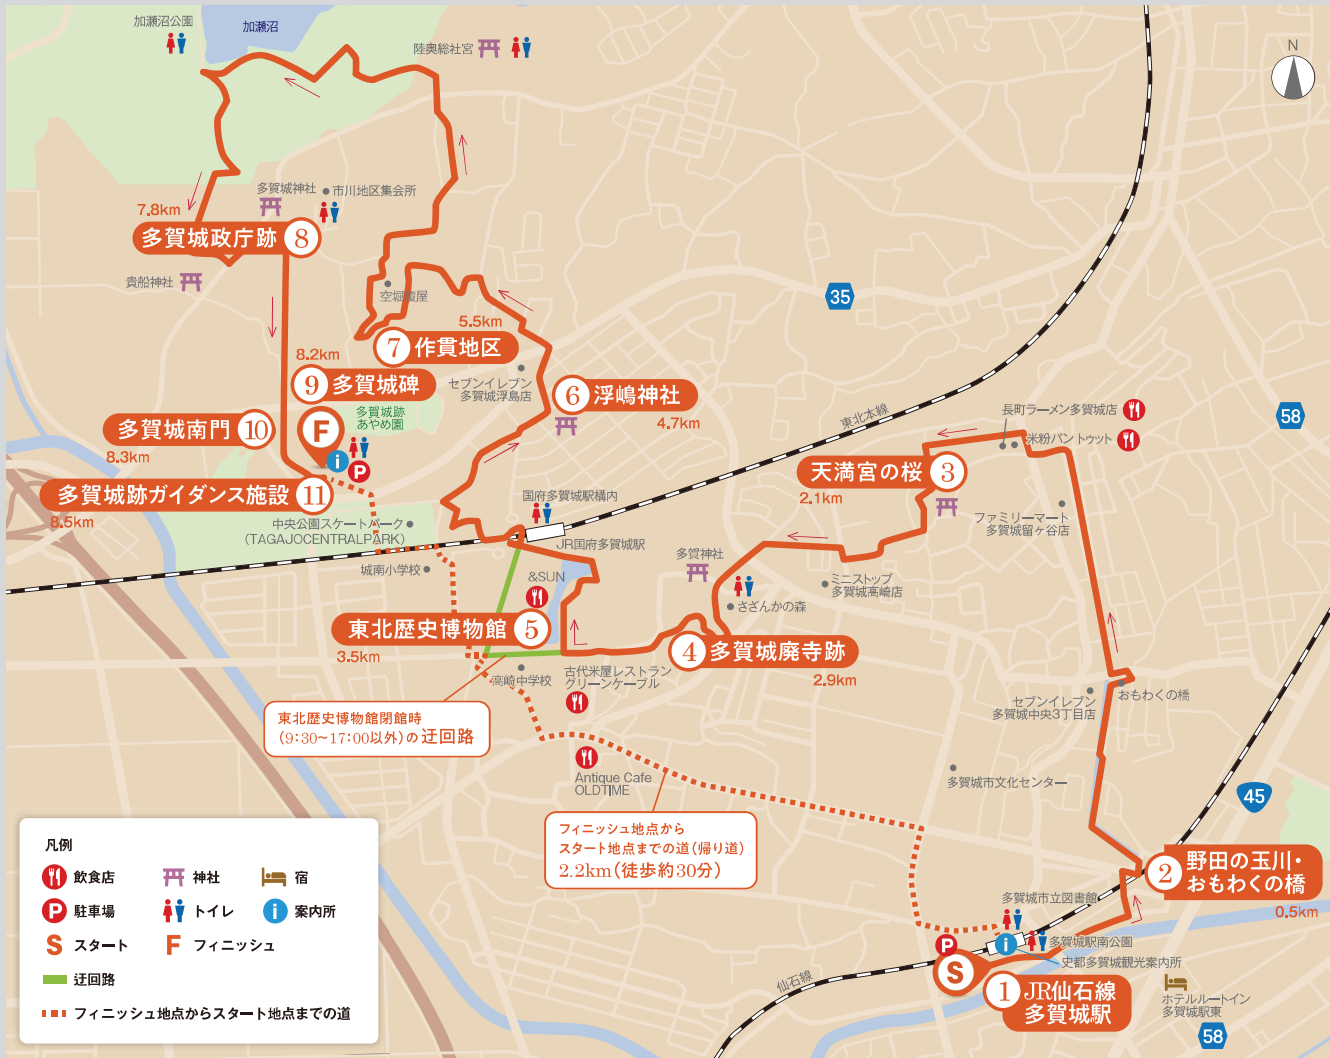 加瀬沼公園
加瀬沼
陸奥総社宮
N
多賀城神社
市川地区集会所
7.8km
多賀城政庁跡 8
貴船神社
空堀復屋
35
5.5km
7 作貫地区
8.2km
9 多賀城碑
セブンイレブン
多賀城浮島店
6 浮嶋神社
4.7km
多賀城跡
あやめ園
F
i
P
多賀城南門 10
8.3km
多賀城跡ガイダンス施設 11
8.5km
東北本線
長町ラーメン多賀城店
米粉パン トゥット
58
天満宮の桜 3
2.1km
ファミリーマート
多賀城留ヶ谷店
国府多賀城駅構内
JR国府多賀城駅
中央公園スケートパーク
(TAGAJOCENTRALPARK)
城南小学校
&SUN
多賀神社
ミニストップ
多賀城高崎店
さざんかの森
東北歴史博物館 5
3.5km
4 多賀城廃寺跡
2.9km
高崎中学校
古代米屋レストラン
グリーンケーブル
セブンイレブン
多賀城中央3丁目店
おもわくの橋
東北歴史博物館閉館時
(9:30~17:00以外)の迂回路
Antique Cafe
OLDTIME
多賀城市文化センター
45
フィニッシュ地点から
スタート地点までの道(帰り道)
2.2km(徒歩約30分)
2 野田の玉川・
おもわくの橋
0.5km
多賀城市立図書館
P
i
多賀城駅南公園
史都多賀城観光案内所
S
仙石線
1 JR仙石線
多賀城駅
ホテルルートイン
多賀城駅東
58
凡例
飲食店
神社
宿
P 駐車場
トイレ
i 案内所
S スタート
F フィニッシュ
迂回路
フィニッシュ地点からスタート地点までの道